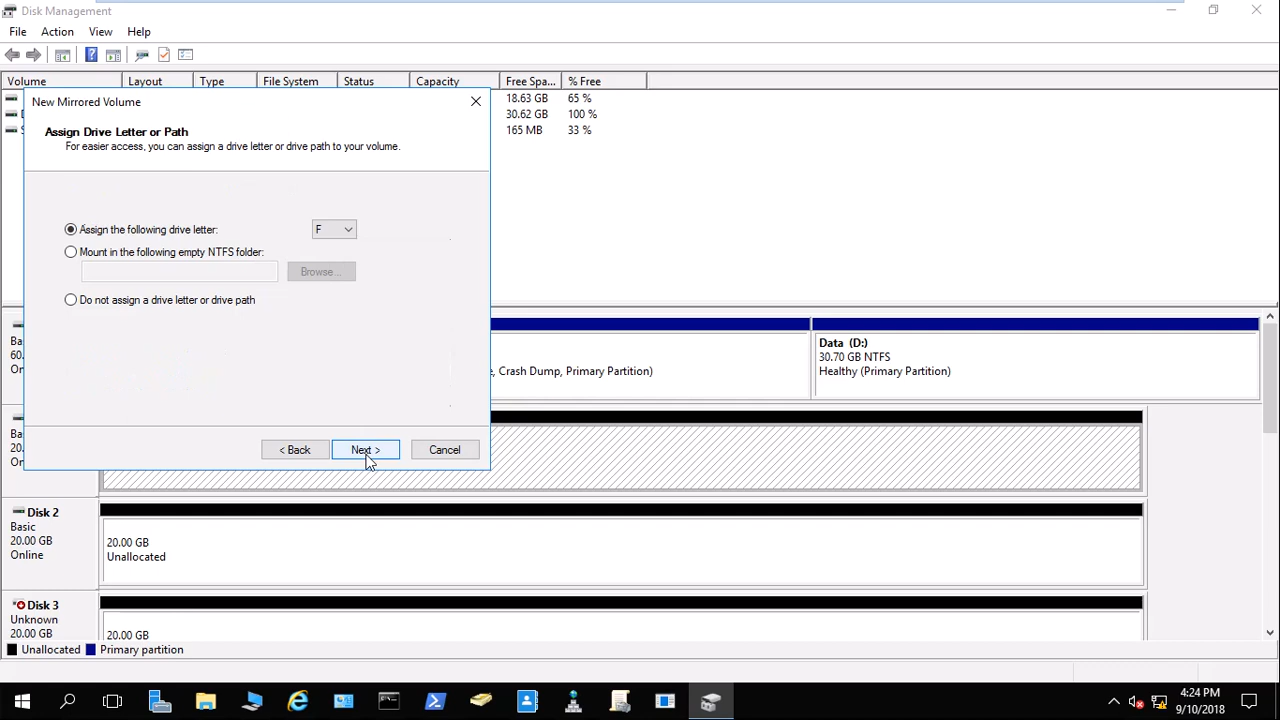 Disk Management
File Action View Help
Volume Layout Type File System Status Capacity Free Spa... % Free
18.63 GB 65 %
30.62 GB 100 %
165 MB 33 %
New Mirrored Volume
Assign Drive Letter or Path
For easier access, you can assign a drive letter or drive path to your volume.
Assign the following drive letter: F
Mount in the following empty NTFS folder:
Browse...
Do not assign a drive letter or drive path
< Back Next > Cancel
Ba
60.
On
, Crash Dump, Primary Partition)
Data (D:)
30.70 GB NTFS
Healthy (Primary Partition)
Ba
20.
On
Disk 2
Basic
20.00 GB
Online
20.00 GB
Unallocated
Disk 3
Unknown
20.00 GB
20.00 GB
Unallocated Primary partition
4:24 PM
9/10/2018